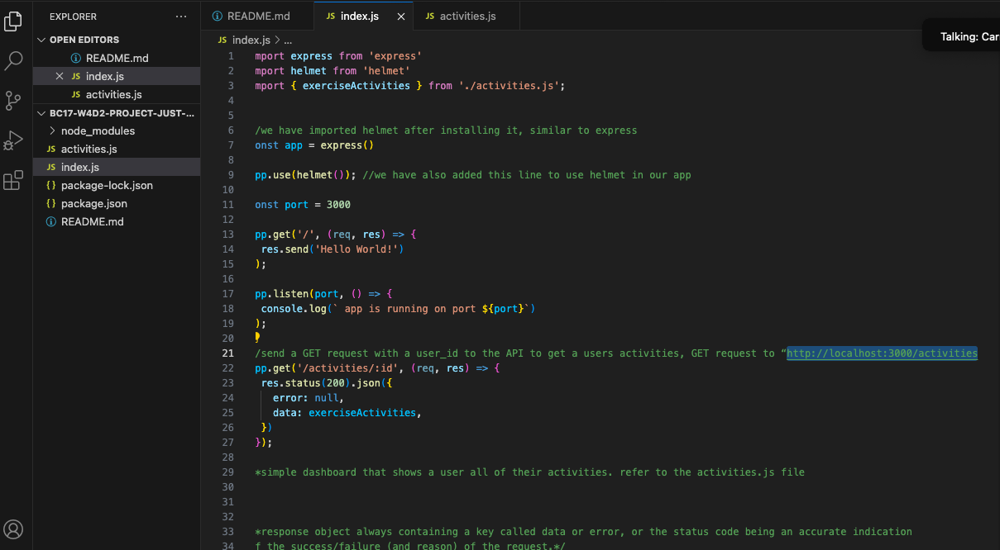 EXPLORER
OPEN EDITORS
README.md
JS index.js
JS activities.js
BC17-W4D2-PROJECT-JUST-...
node_modules
JS activities.js
JS index.js
{} package-lock.json
{} package.json
README.md
README.md
JS index.js
JS activities.js
JS index.js > ...
Talking: Car
1 mport express from 'express'
2 mport helmet from 'helmet'
3 mport { exerciseActivities } from './activities.js';
4
5
6 /we have imported helmet after installing it, similar to express
7 onst app = express()
8
9 pp.use(helmet()); //we have also added this line to use helmet in our app
10
11 onst port = 3000
12
13 pp.get('/', (req, res) => {
14 res.send('Hello World!')
15 );
16
17 pp.listen(port, () => {
18 console.log(` app is running on port ${port}`)
19 );
20
21 /send a GET request with a user_id to the API to get a users activities, GET request to “http://localhost:3000/activities
22 pp.get('/activities/:id', (req, res) => {
23 res.status(200).json({
24 error: null,
25 data: exerciseActivities,
26 })
27 });
28
29 *simple dashboard that shows a user all of their activities. refer to the activities.js file
30
31
32
33 *response object always containing a key called data or error, or the status code being an accurate indication
34 f the success/failure (and reason) of the request.*/